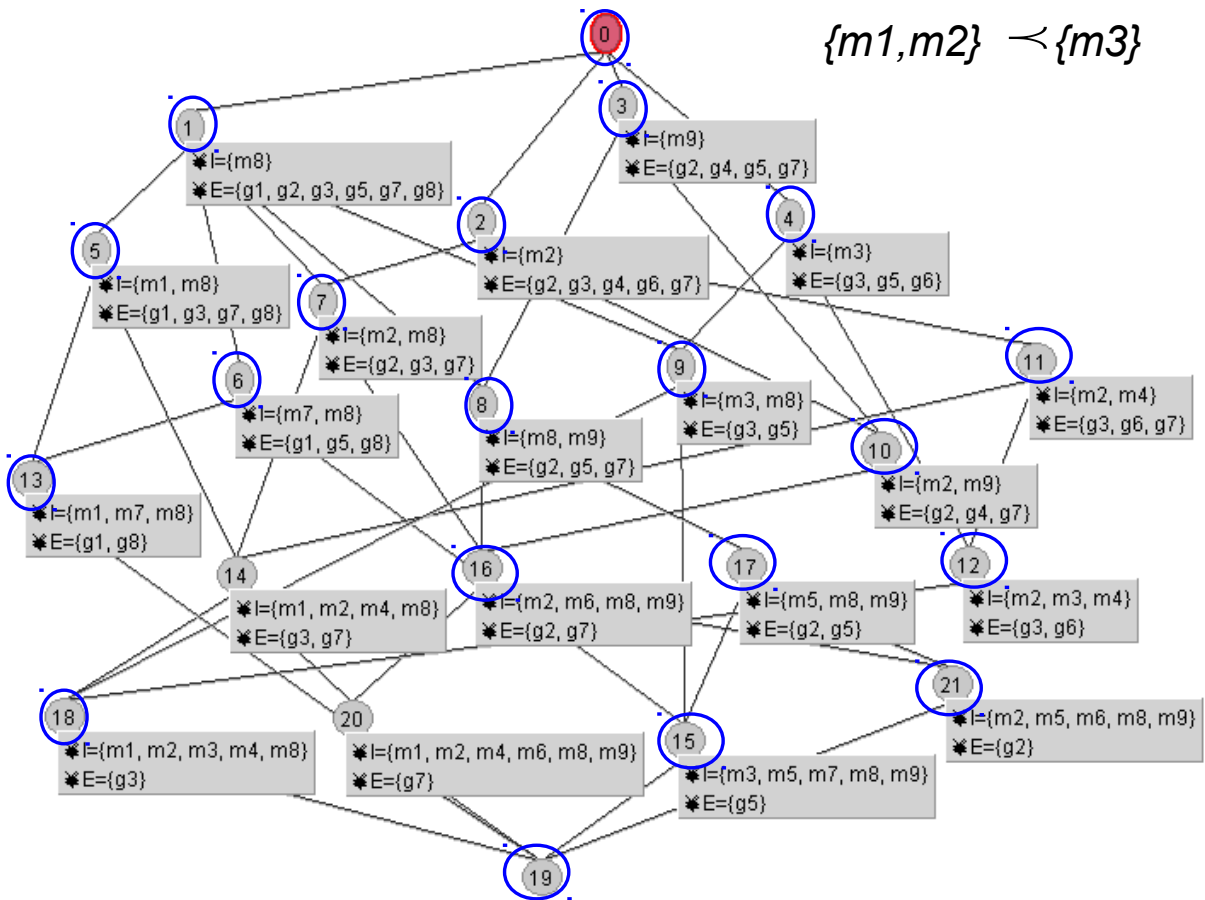 {m1,m2} ≺ {m3}
0
1
I={m8}
E={g1, g2, g3, g5, g7, g8}
3
I={m9}
E={g2, g4, g5, g7}
2
I={m2}
E={g2, g3, g4, g6, g7}
4
I={m3}
E={g3, g5, g6}
5
I={m1, m8}
E={g1, g3, g7, g8}
7
I={m2, m8}
E={g2, g3, g7}
6
I={m7, m8}
E={g1, g5, g8}
8
I={m8, m9}
E={g2, g5, g7}
9
I={m3, m8}
E={g3, g5}
11
I={m2, m4}
E={g3, g6, g7}
10
I={m2, m9}
E={g2, g4, g7}
13
I={m1, m7, m8}
E={g1, g8}
14
I={m1, m2, m4, m8}
E={g3, g7}
16
I={m2, m6, m8, m9}
E={g2, g7}
17
I={m5, m8, m9}
E={g2, g5}
12
I={m2, m3, m4}
E={g3, g6}
18
I={m1, m2, m3, m4, m8}
E={g3}
20
I={m1, m2, m4, m6, m8, m9}
E={g7}
15
I={m3, m5, m7, m8, m9}
E={g5}
21
I={m2, m5, m6, m8, m9}
E={g2}
19